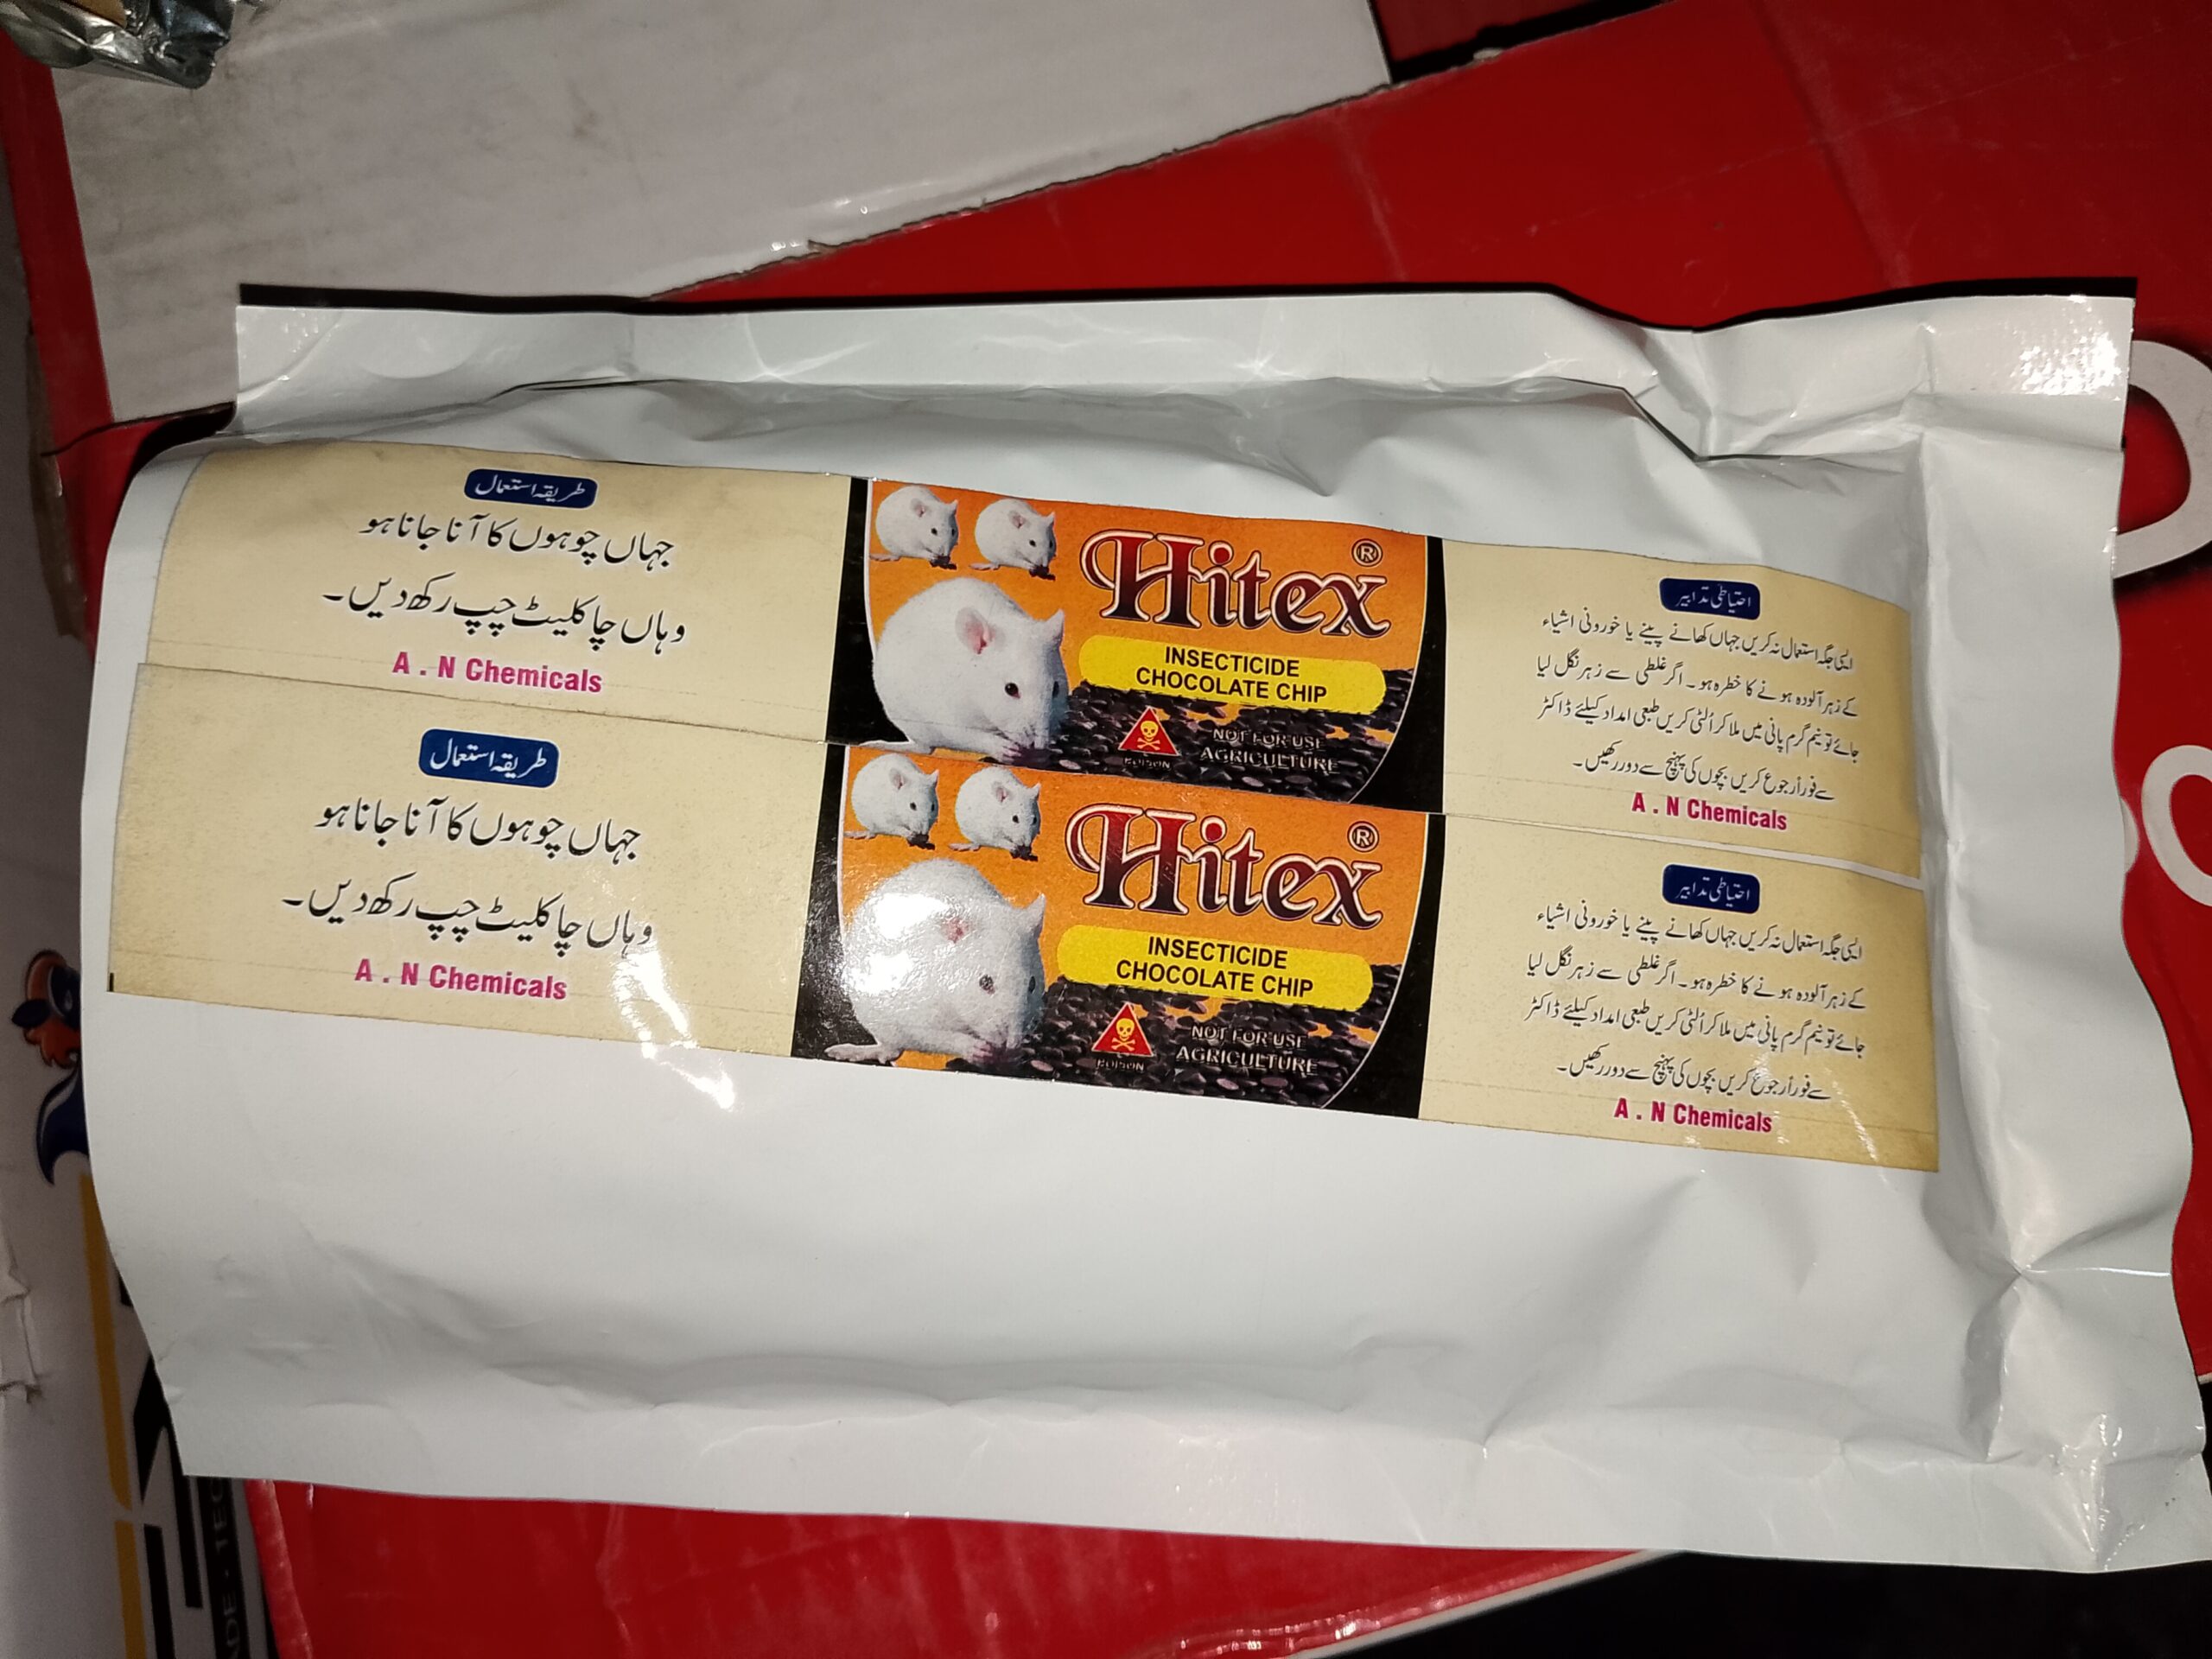 طریقہ استعمال
جہاں چوہوں کا آنا جانا ہو
وہاں چاکلیٹ چپ رکھ دیں۔
A . N Chemicals
Hitex®
INSECTICIDE
CHOCOLATE CHIP
POISON
NOT FOR USE
AGRICULTURE
احتیاطی تدابیر
ایسی جگہ استعمال نہ کریں جہاں کھانے پینے یا خورونی اشیاء
کے زہر آلودہ ہونے کا خطرہ ہو۔ اگر غلطی سے زہر نگل لیا
جائے تو نیم گرم پانی میں ملا کر اُلٹی کریں طبعی امداد کیلئے ڈاکٹر
سے فوراً رجوع کریں بچوں کی پہنچ سے دور رکھیں۔
A . N Chemicals
طریقہ استعمال
جہاں چوہوں کا آنا جانا ہو
وہاں چاکلیٹ چپ رکھ دیں۔
A . N Chemicals
Hitex®
INSECTICIDE
CHOCOLATE CHIP
POISON
NOT FOR USE
AGRICULTURE
احتیاطی تدابیر
ایسی جگہ استعمال نہ کریں جہاں کھانے پینے یا خورونی اشیاء
کے زہر آلودہ ہونے کا خطرہ ہو۔ اگر غلطی سے زہر نگل لیا
جائے تو نیم گرم پانی میں ملا کر اُلٹی کریں طبعی امداد کیلئے ڈاکٹر
سے فوراً رجوع کریں بچوں کی پہنچ سے دور رکھیں۔
A . N Chemicals